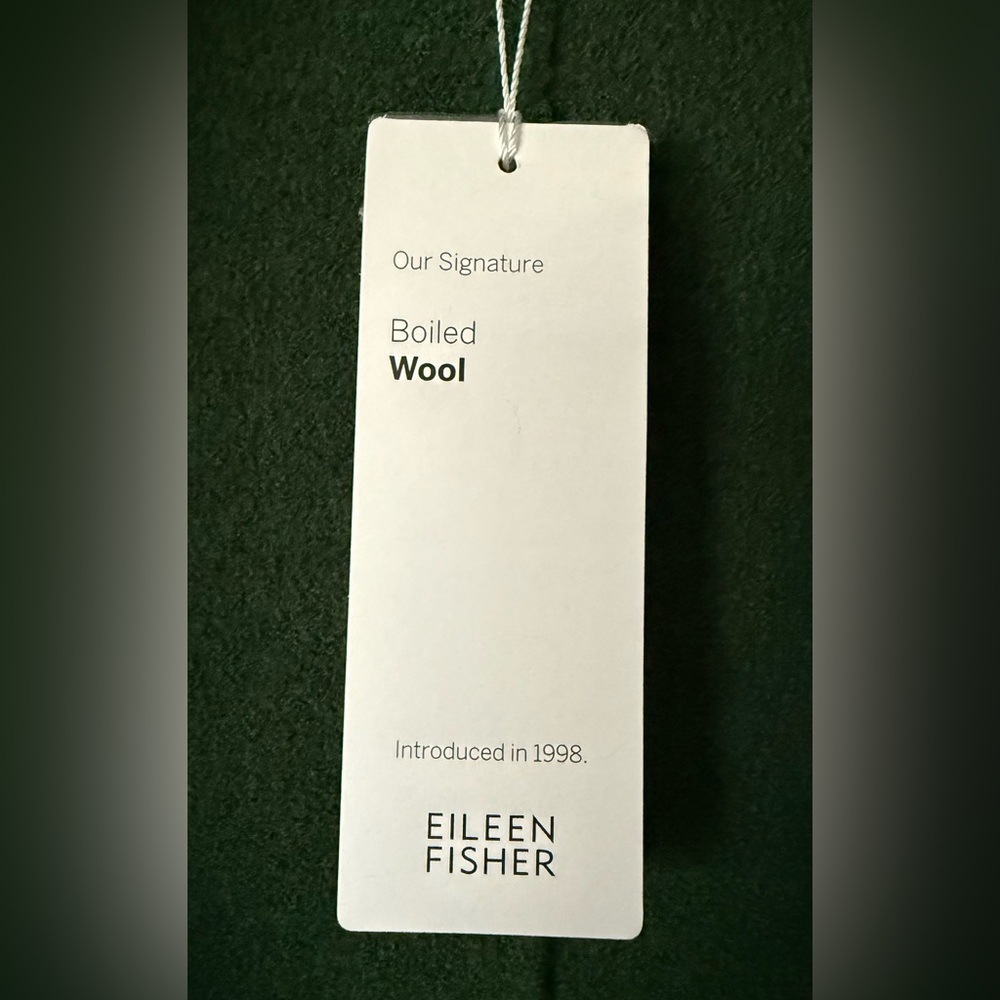 Our Signature
Boiled
Wool
Introduced in 1998.
EILEEN
FISHER